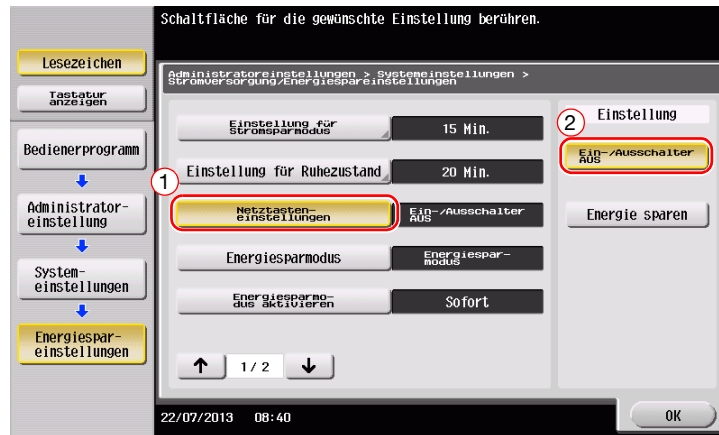 Schaltfläche für die gewünschte Einstellung berühren.
Lesezeichen
Tastatur
anzeigen
Bedienerprogramm
Administrator-
einstellung
System-
einstellungen
Energiespar-
einstellungen
Administratoreinstellungen > Systemeinstellungen >
Stromversorgung/Energiespareinstellungen
Einstellung für
Stromsparmodus
15 Min.
1
Einstellung für Ruhezustand
20 Min.
Netztasten-
einstellungen
Ein-/Ausschalter
AUS
Energiesparmodus
Energiespar-
modus
Energiesparmo-
dus aktivieren
Sofort
↑ 1/ 2 ↓
Einstellung
2
Ein-/Ausschalter
AUS
Energie sparen
22/07/2013 08:40
OK